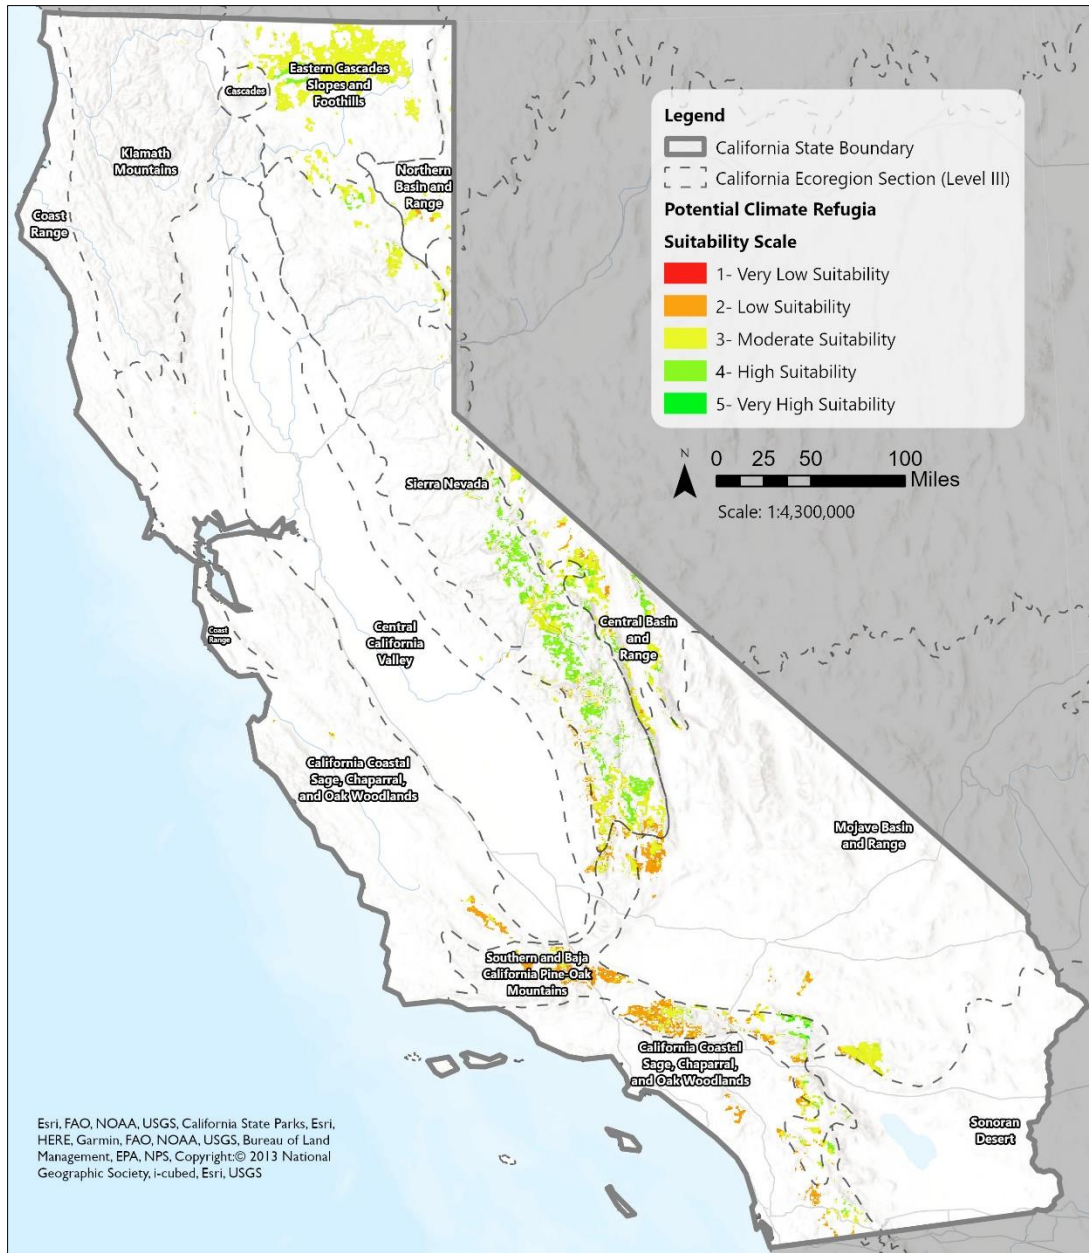 Eastern Cascades
Slopes and
Foothills
Cascades
Klamath
Mountains
Northern
Basin and
Range
Coast
Range
Legend
California State Boundary
California Ecoregion Section (Level III)
Potential Climate Refugia
Suitability Scale
1- Very Low Suitability
2- Low Suitability
3- Moderate Suitability
4- High Suitability
5- Very High Suitability
N
0 25 50 100
Miles
Scale: 1:4,300,000
Sierra Nevada
Central Basin
and
Range
Coast
Range
Central
California
Valley
California Coastal
Sage, Chaparral,
and Oak Woodlands
Mojave Basin
and Range
Southern and Baja
California Pine-Oak
Mountains
California Coastal
Sage, Chaparral,
and Oak Woodlands
Sonoran
Desert
Esri, FAO, NOAA, USGS, California State Parks, Esri,
HERE, Garmin, FAO, NOAA, USGS, Bureau of Land
Management, EPA, NPS, Copyright:© 2013 National
Geographic Society, i-cubed, Esri, USGS